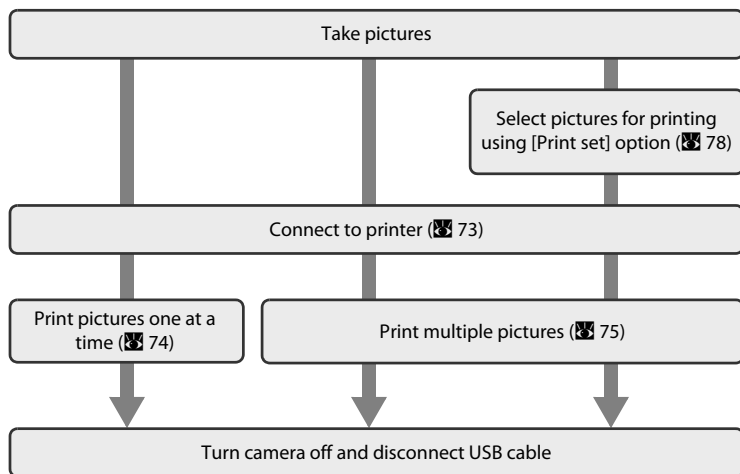 Take pictures
Select pictures for printing
using [Print set] option ( 78)
Connect to printer ( 73)
Print pictures one at a
time ( 74)
Print multiple pictures ( 75)
Turn camera off and disconnect USB cable